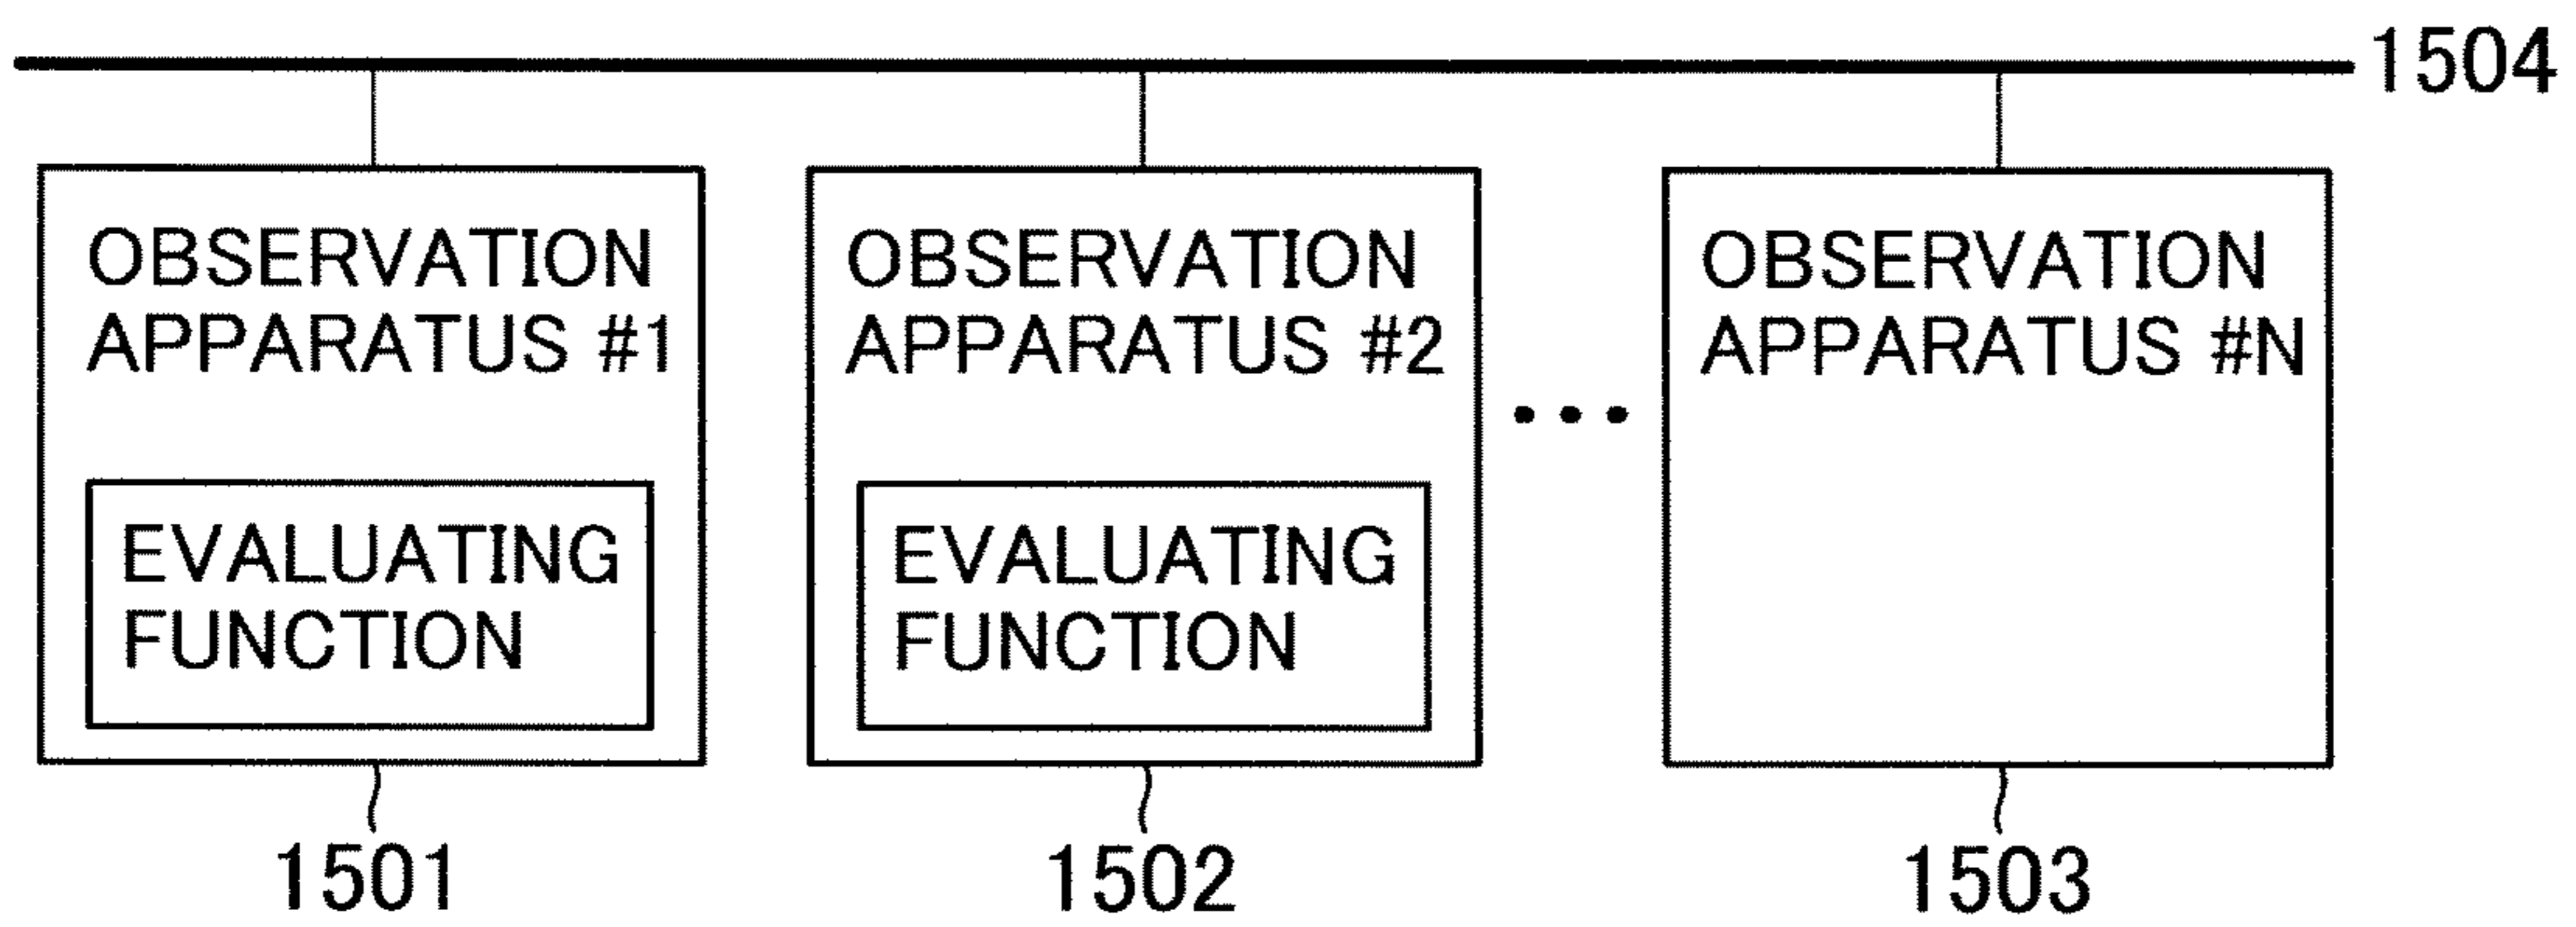 1504
OBSERVATION
APPARATUS #1
EVALUATING
FUNCTION
1501
OBSERVATION
APPARATUS #2
EVALUATING
FUNCTION
1502
...
OBSERVATION
APPARATUS #N
1503